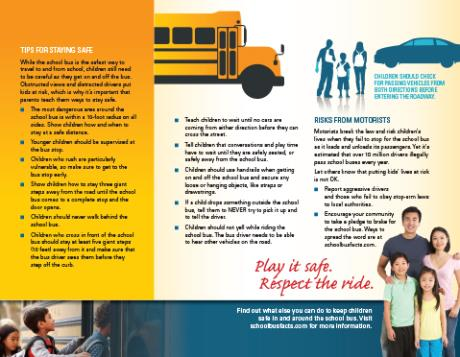 TIPS FOR STAYING SAFE
While the school bus is the safest way to
travel to and from school, children still need
to be careful as they get on and off the bus.
Obstructed views and distracted drivers put
kids at risk, which is why it's important that
parents teach them ways to stay safe.
■ The most dangerous area around the
school bus is within a 10-foot radius on all
sides. Show children how and when to
stay at a safe distance.
■ Younger children should be supervised at
the bus stop.
■ Children who rush are particularly
vulnerable, so make sure to get to the
bus stop early.
■ Show children how to stay three giant
steps away from the road until the school
bus comes to a complete stop and the
door opens.
■ Children should never walk behind the
school bus.
■ Children who cross in front of the school
bus should stay at least five giant steps
(10 feet) away from it and make sure that
the bus driver sees them before they
step off the curb.
■ Teach children to wait until no cars are
coming from either direction before they can
cross the street.
■ Tell children that conversations and play time
have to wait until they are safely seated, or
safely away from the school bus.
■ Children should use handrails when getting
on and off the school bus and secure any
loose or hanging objects, like straps or
drawstrings.
■ If a child drops something outside the school
bus, tell them to NEVER try to pick it up and
to tell the driver.
■ Children should not yell while riding the
school bus. The bus driver needs to be able
to hear other vehicles on the road.
CHILDREN SHOULD CHECK
FOR PASSING VEHICLES FROM
BOTH DIRECTIONS BEFORE
ENTERING THE ROADWAY.
RISKS FROM MOTORISTS
Motorists break the law and risk children's
lives when they fail to stop for the school bus
as it loads and unloads its passengers. Yet it's
estimated that over 10 million drivers illegally
pass school buses every year.
Let others know that putting kids' lives at risk
is not OK.
■ Report aggressive drivers
and those who fail to obey stop-arm laws
to local authorities.
■ Encourage your community
to take a pledge to brake for
the school bus. Ways to
spread the word are at
schoolbusfacts.com.
Play it safe.
Respect the ride.
Find out what else you can do to keep children
safe in and around the school bus. Visit
schoolbusfacts.com for more information.